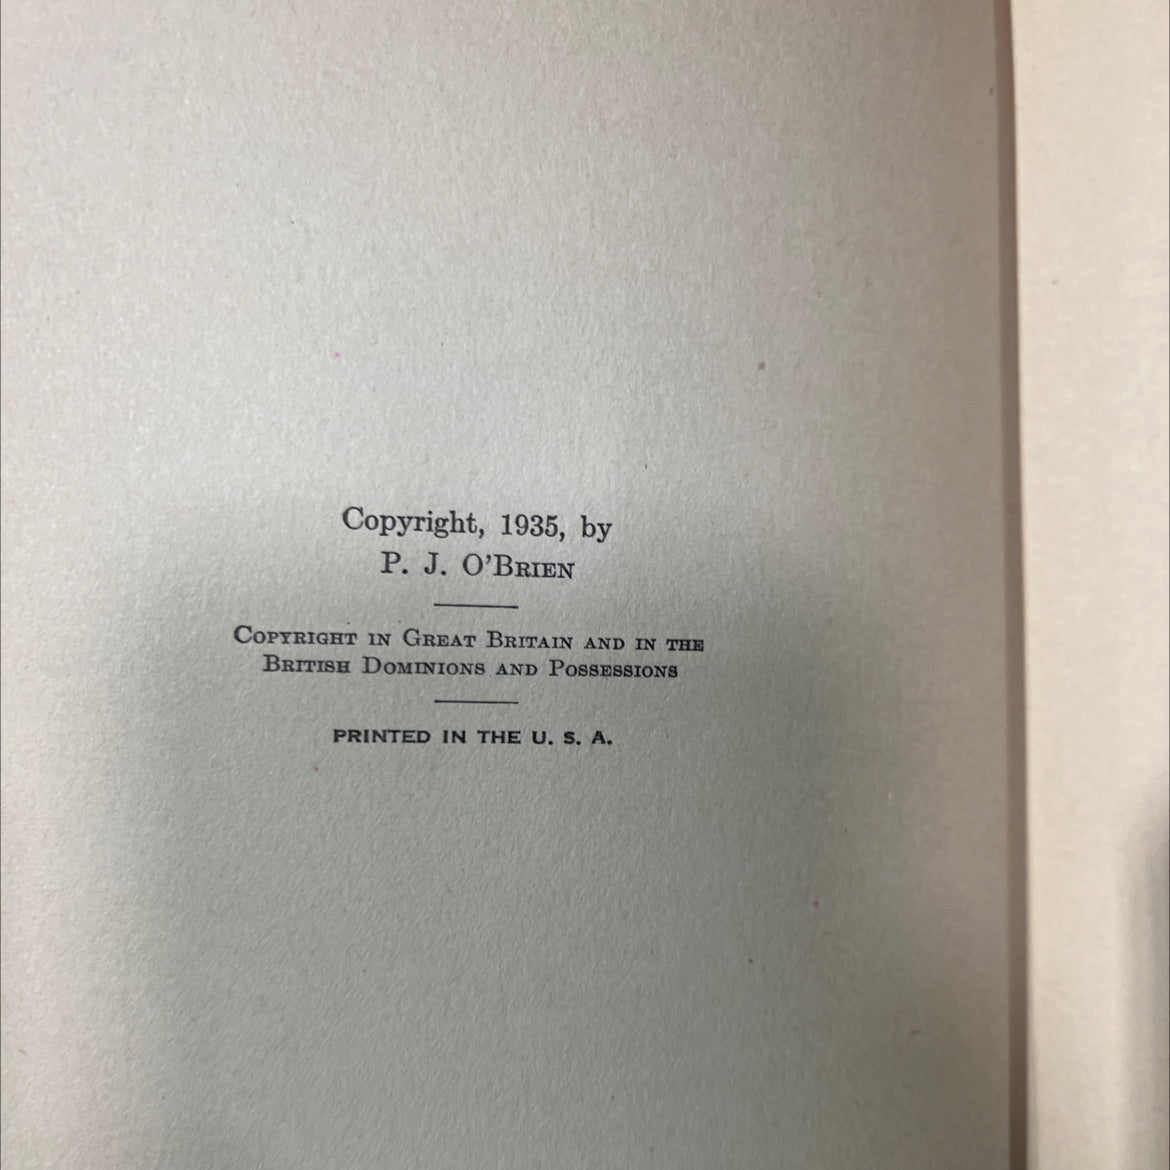 Copyright, 1935, by
P. J. O'BRIEN
COPYRIGHT IN GREAT BRITAIN AND IN THE
BRITISH DOMINIONS AND POSSESSIONS
PRINTED IN THE U. S. A.